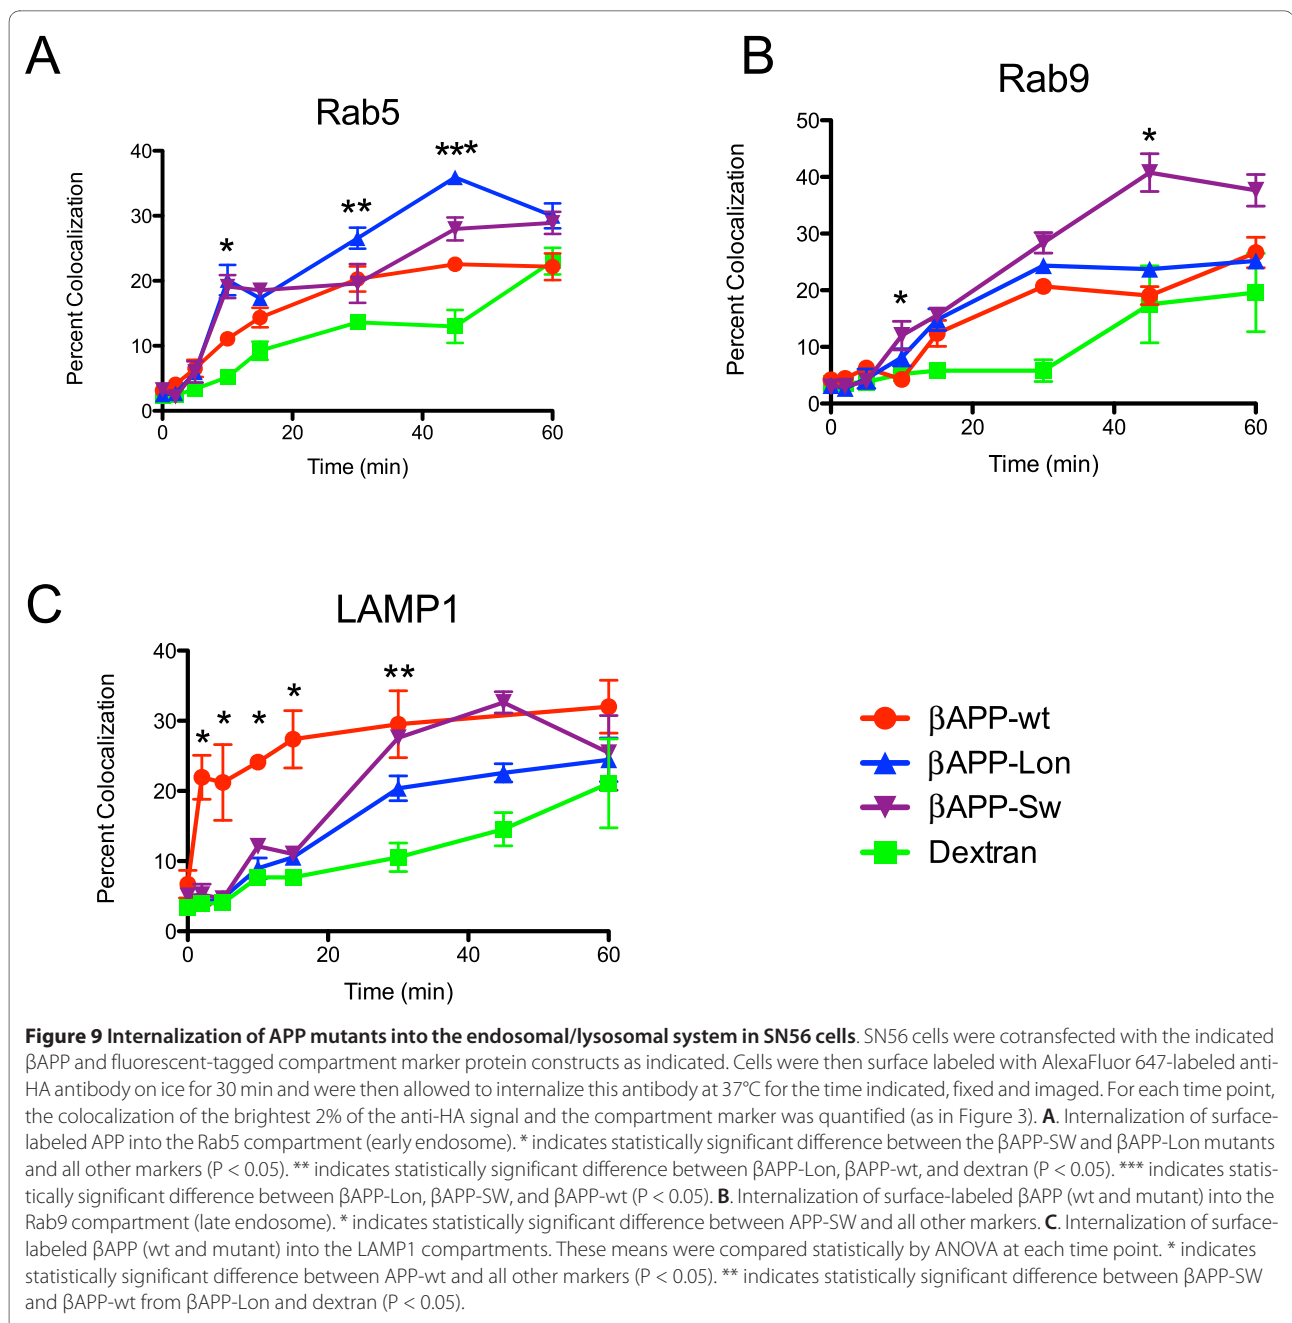 A
Rab5
Percent Colocalization
40
30
20
10
0
*
**
***
0 20 40 60
Time (min)
B
Rab9
Percent Colocalization
50
40
30
20
10
0
*
*
0 20 40 60
Time (min)
C
LAMP1
Percent Colocalization
40
30
20
10
0
*
*
*
*
**
0 20 40 60
Time (min)
βAPP-wt
βAPP-Lon
βAPP-Sw
Dextran
Figure 9 Internalization of APP mutants into the endosomal/lysosomal system in SN56 cells. SN56 cells were cotransfected with the indicated
βAPP and fluorescent-tagged compartment marker protein constructs as indicated. Cells were then surface labeled with AlexaFluor 647-labeled anti-
HA antibody on ice for 30 min and were then allowed to internalize this antibody at 37°C for the time indicated, fixed and imaged. For each time point,
the colocalization of the brightest 2% of the anti-HA signal and the compartment marker was quantified (as in Figure 3). A. Internalization of surface-
labeled APP into the Rab5 compartment (early endosome). * indicates statistically significant difference between the βAPP-SW and βAPP-Lon mutants
and all other markers (P < 0.05). ** indicates statistically significant difference between βAPP-Lon, βAPP-wt, and dextran (P < 0.05). *** indicates statis-
tically significant difference between βAPP-Lon, βAPP-SW, and βAPP-wt (P < 0.05). B. Internalization of surface-labeled βAPP (wt and mutant) into the
Rab9 compartment (late endosome). * indicates statistically significant difference between APP-SW and all other markers. C. Internalization of surface-
labeled βAPP (wt and mutant) into the LAMP1 compartments. These means were compared statistically by ANOVA at each time point. * indicates
statistically significant difference between APP-wt and all other markers (P < 0.05). ** indicates statistically significant difference between βAPP-SW
and βAPP-wt from βAPP-Lon and dextran (P < 0.05).